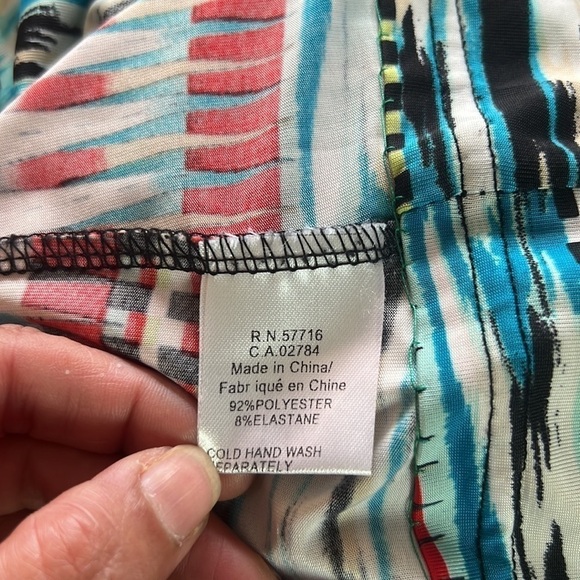 R.N.57716
C.A.02784
Made in China/
Fabr iqué en Chine
92%POLYESTER
8%ELASTANE
COLD HAND WASH
SEPARATELY